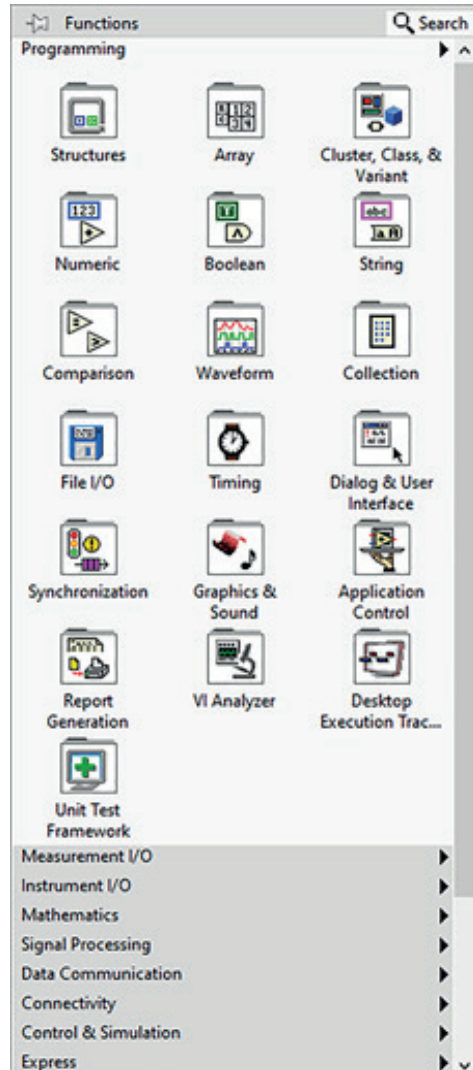 Functions
Search
Programming
Structures
Array
Cluster, Class, &
Variant
123
Numeric
Boolean
abc
String
Comparison
Waveform
Collection
File I/O
Timing
Dialog & User
Interface
Synchronization
Graphics &
Sound
Application
Control
Report
Generation
VI Analyzer
Desktop
Execution Trac...
Unit Test
Framework
Measurement I/O
Instrument I/O
Mathematics
Signal Processing
Data Communication
Connectivity
Control & Simulation
Express